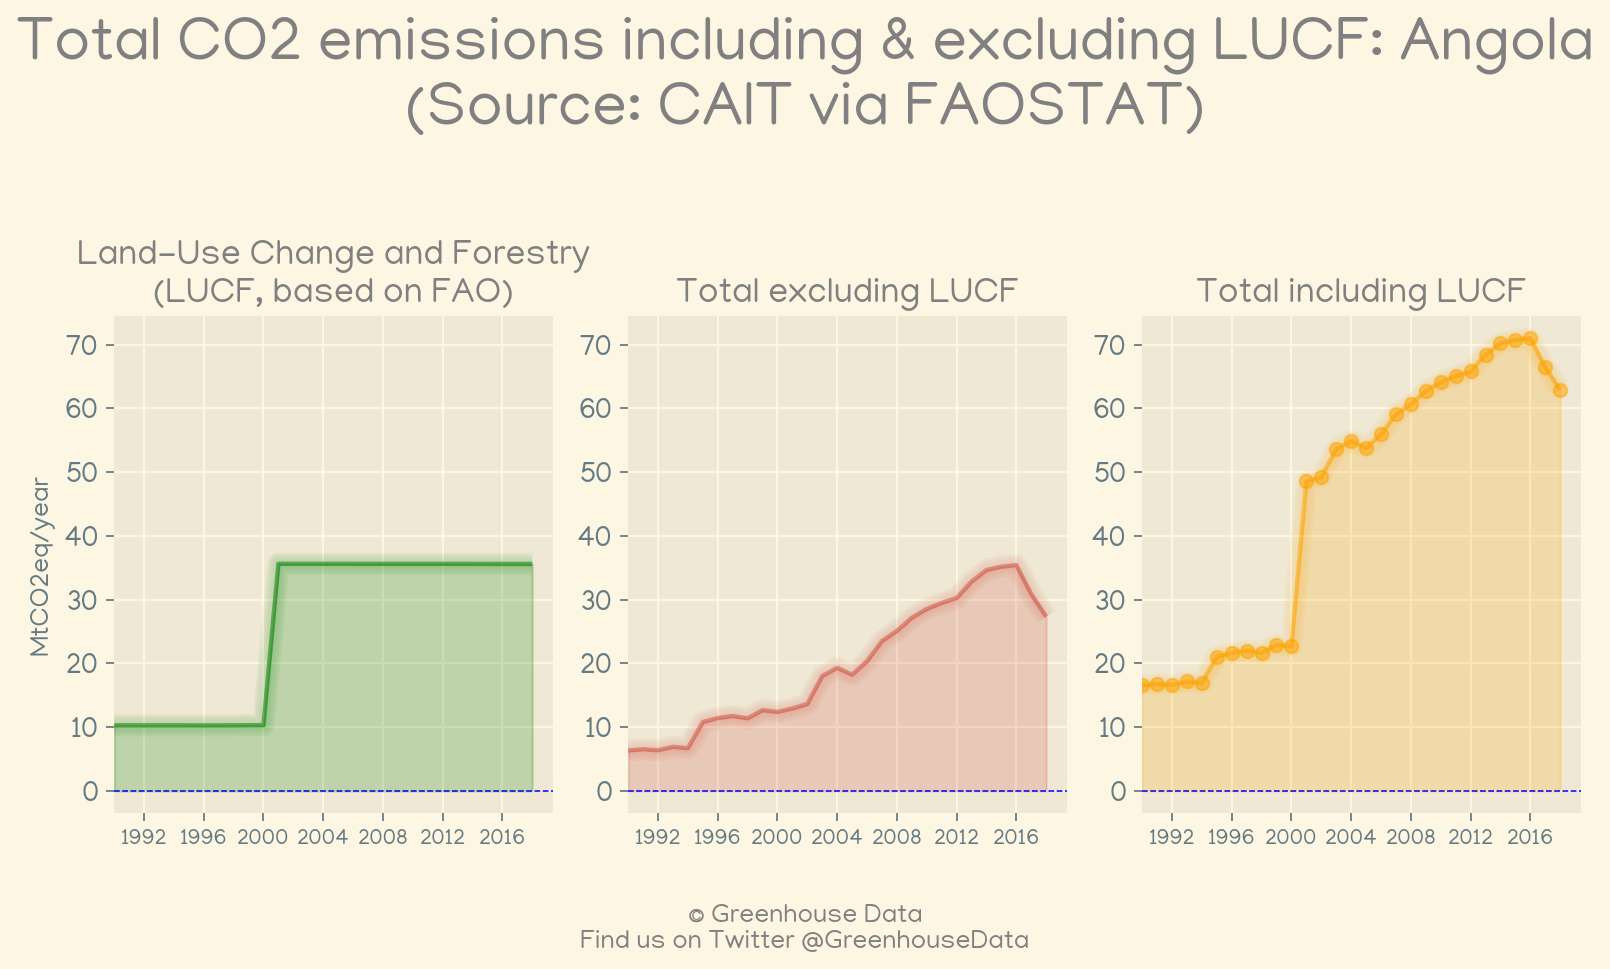 Total CO2 emissions including & excluding LUCF: Angola
(Source: CAIT via FAOSTAT)
Land-Use Change and Forestry
(LUCF, based on FAO)
Total excluding LUCF
Total including LUCF
MtCO2eq/year
70
60
50
40
30
20
10
0
1992 1996 2000 2004 2008 2012 2016
70
60
50
40
30
20
10
0
1992 1996 2000 2004 2008 2012 2016
70
60
50
40
30
20
10
0
1992 1996 2000 2004 2008 2012 2016
© Greenhouse Data
Find us on Twitter @GreenhouseData